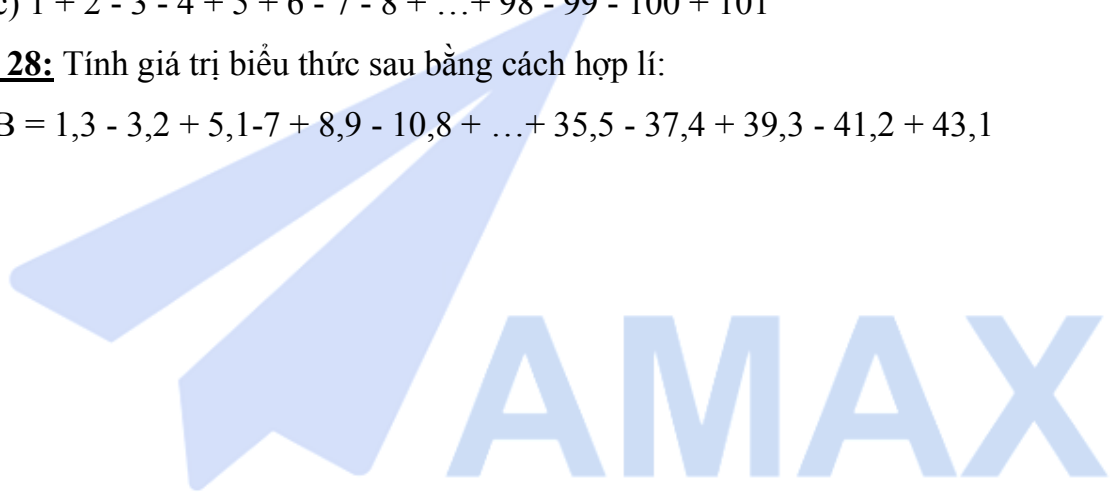 c) 1 + 2 - 3 - 4 + 5 + 6 - 7 - 8 + …+ 98 - 99 - 100 + 101
28: Tính giá trị biểu thức sau bằng cách hợp lí:
B = 1,3 - 3,2 + 5,1-7 + 8,9 - 10,8 + …+ 35,5 - 37,4 + 39,3 - 41,2 + 43,1
AMAX